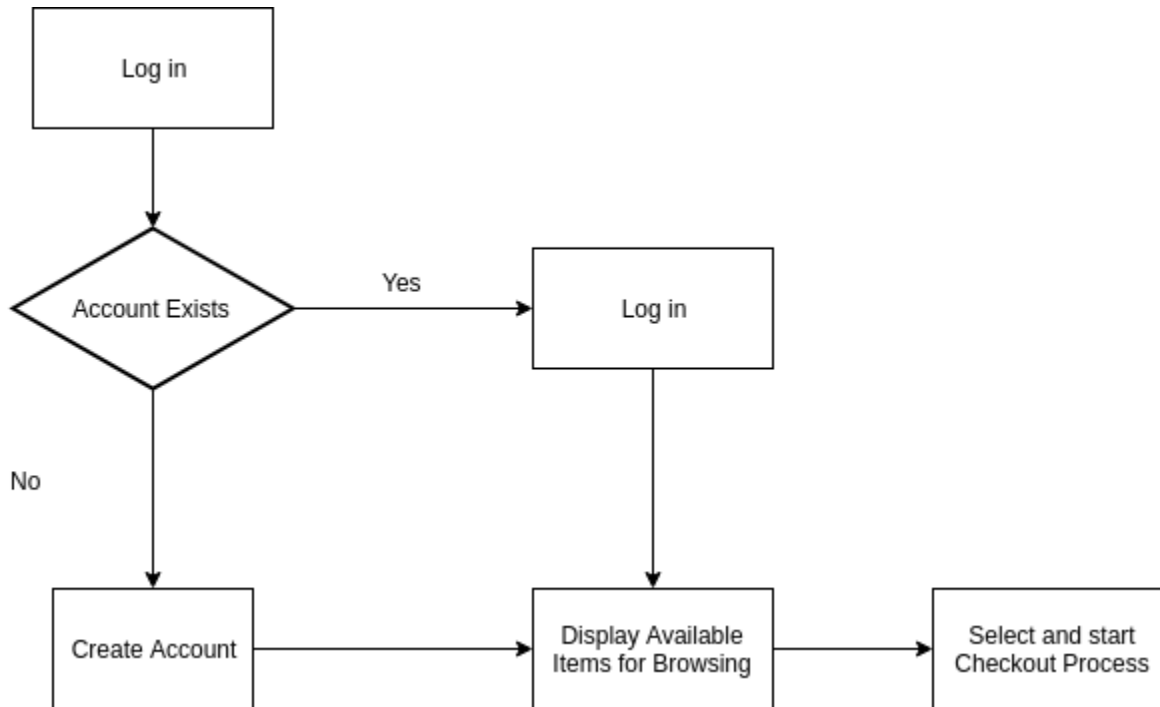 Log in
Account Exists
Yes
Log in
No
Create Account
Display Available
Items for Browsing
Select and start
Checkout Process